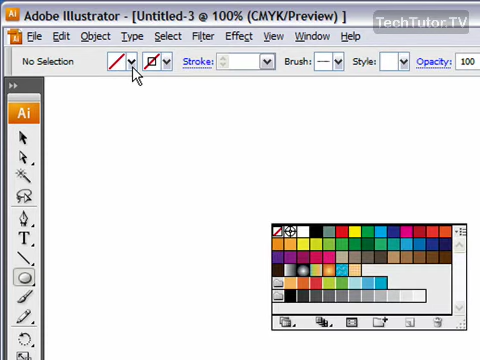 Adobe Illustrator - [Untitled-3 @ 100% (CMYK/Preview) ]
TechTutor.TV
File Edit Object Type Select Filter Effect View Window Help
No Selection Stroke: Brush: Style: Opacity: 100
Ai
T